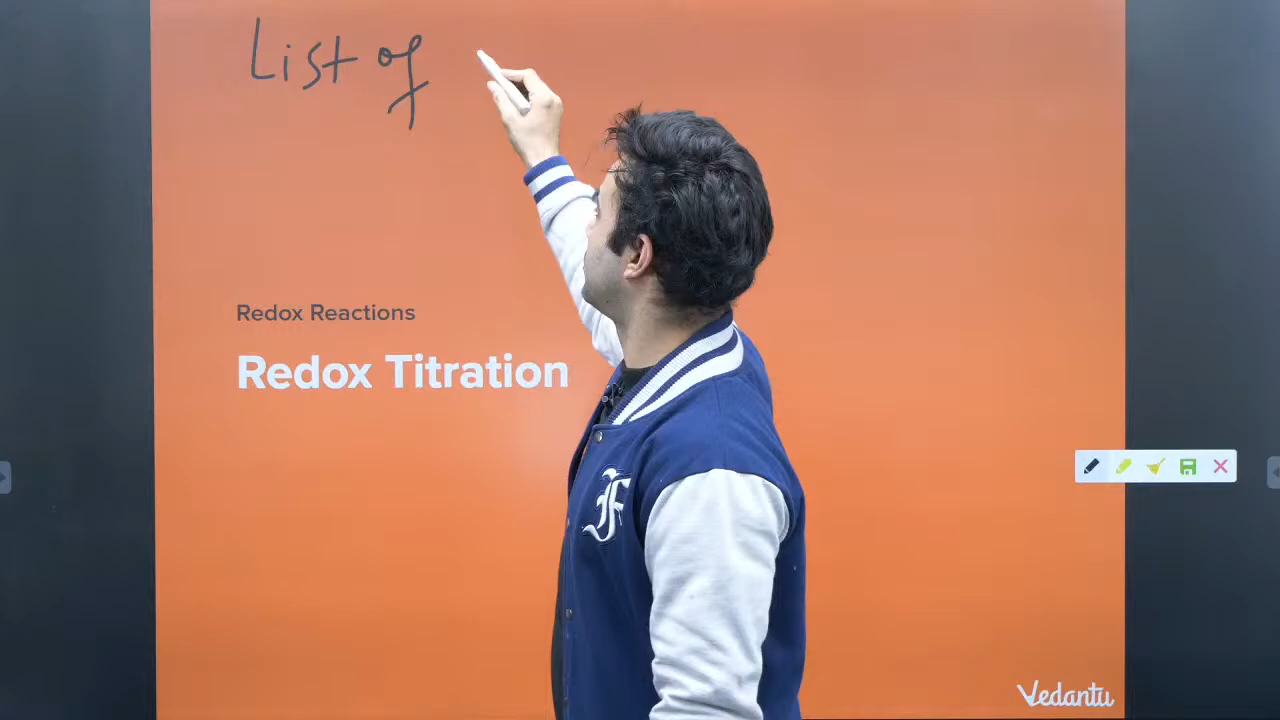 List of
Redox Reactions
Redox Titration
F
Vedantu